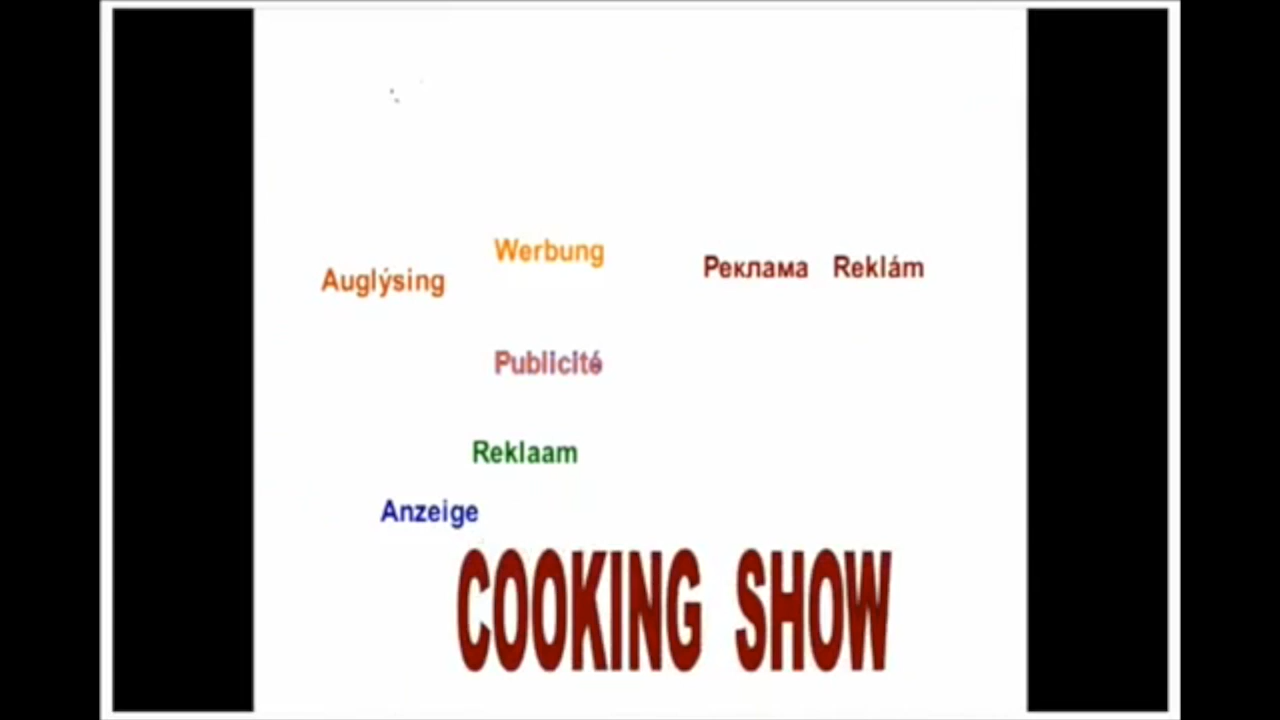 Werbung
Auglýsing
Реклама Reklám
Publicité
Reklaam
Anzeige
COOKING SHOW